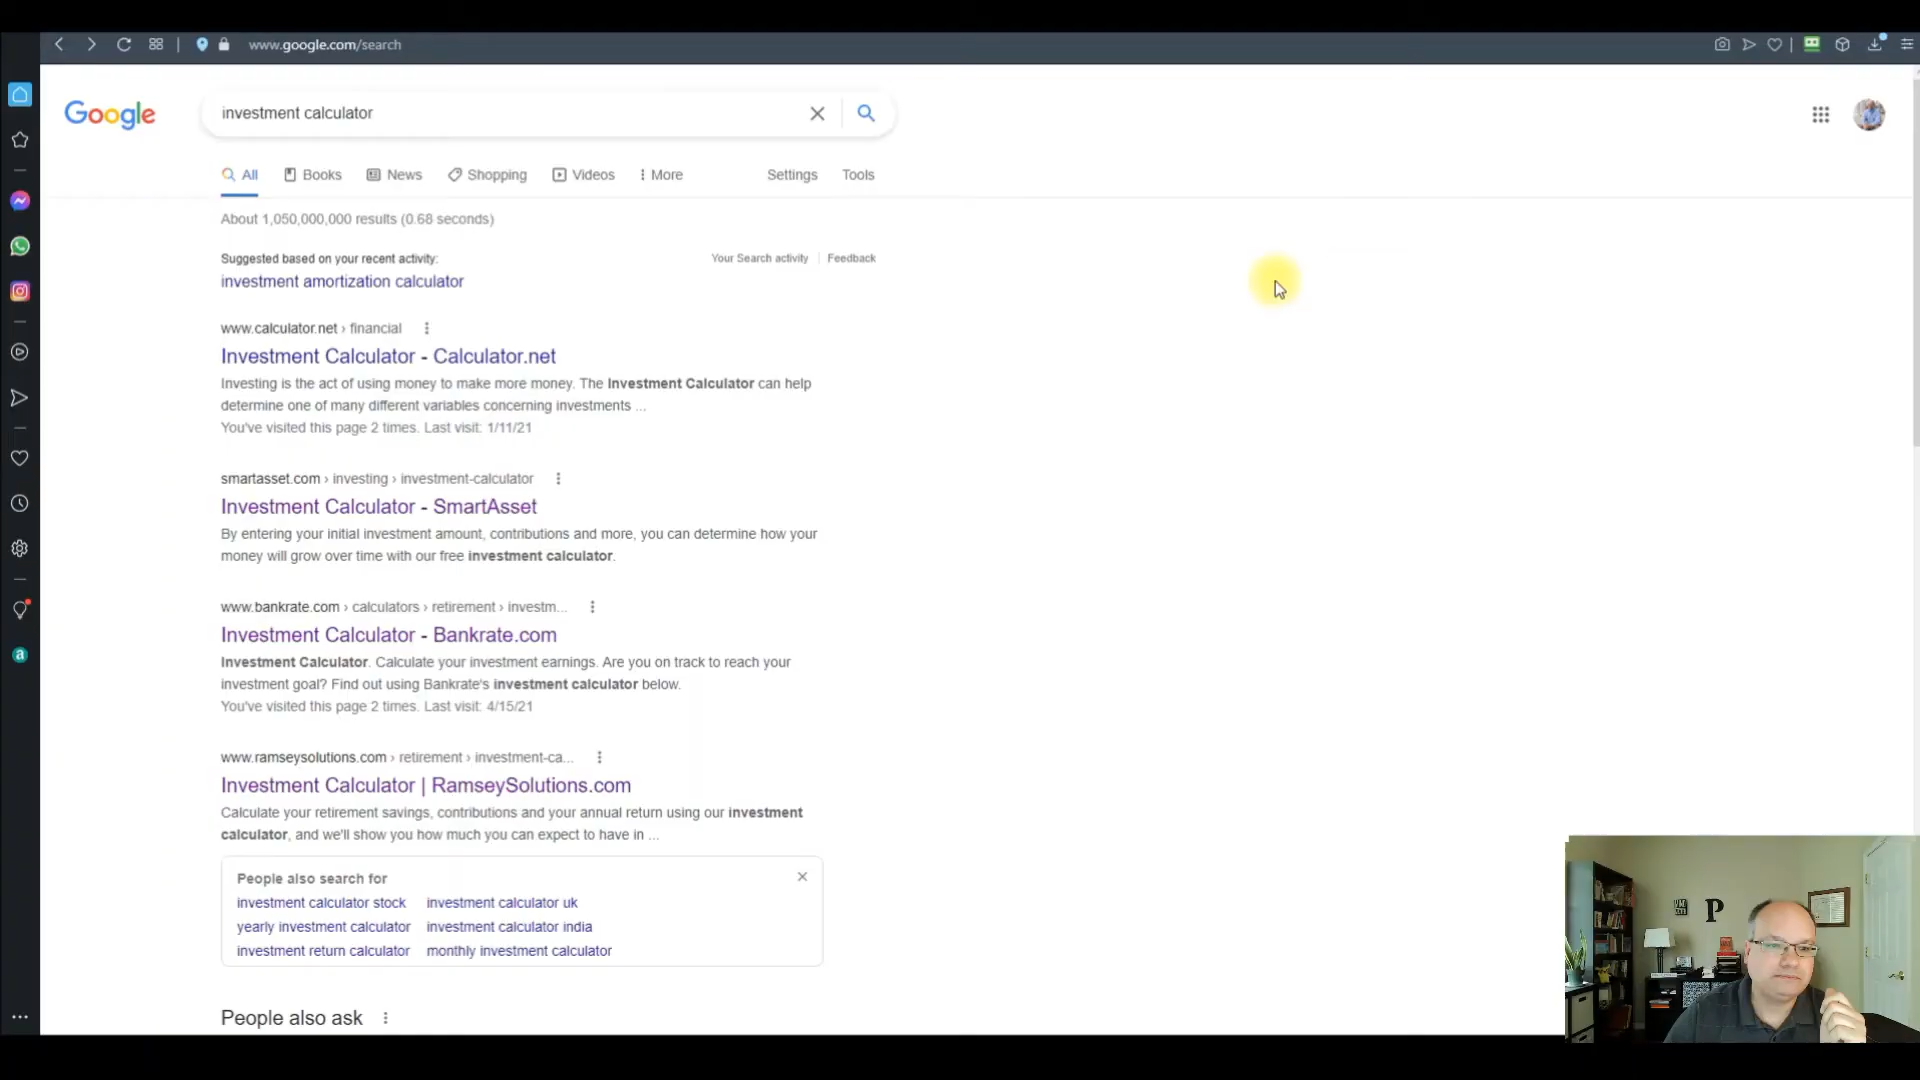 www.google.com/search
Google
investment calculator
All
Books
News
Shopping
Videos
More
Settings
Tools
About 1,050,000,000 results (0.68 seconds)
Suggested based on your recent activity:
Your Search activity
Feedback
investment amortization calculator
www.calculator.net › financial
Investment Calculator - Calculator.net
Investing is the act of using money to make more money. The Investment Calculator can help
determine one of many different variables concerning investments ...
You've visited this page 2 times. Last visit: 1/11/21
smartasset.com › investing › investment-calculator
Investment Calculator - SmartAsset
By entering your initial investment amount, contributions and more, you can determine how your
money will grow over time with our free investment calculator.
www.bankrate.com › calculators › retirement › investm...
Investment Calculator - Bankrate.com
Investment Calculator. Calculate your investment earnings. Are you on track to reach your
investment goal? Find out using Bankrate's investment calculator below.
You've visited this page 2 times. Last visit: 4/15/21
www.ramseysolutions.com › retirement › investment-ca...
Investment Calculator | RamseySolutions.com
Calculate your retirement savings, contributions and your annual return using our investment
calculator, and we'll show you how much you can expect to have in ...
People also search for
investment calculator stock
investment calculator uk
yearly investment calculator
investment calculator india
investment return calculator
monthly investment calculator
People also ask
a
P